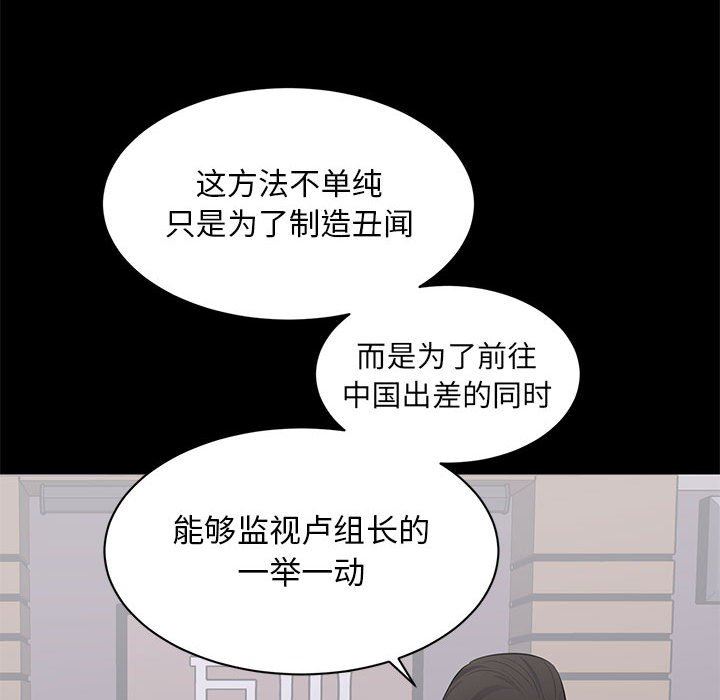 这方法不单纯
只是为了制造丑闻
而是为了前往
中国出差的同时
能够监视卢组长的
一举一动